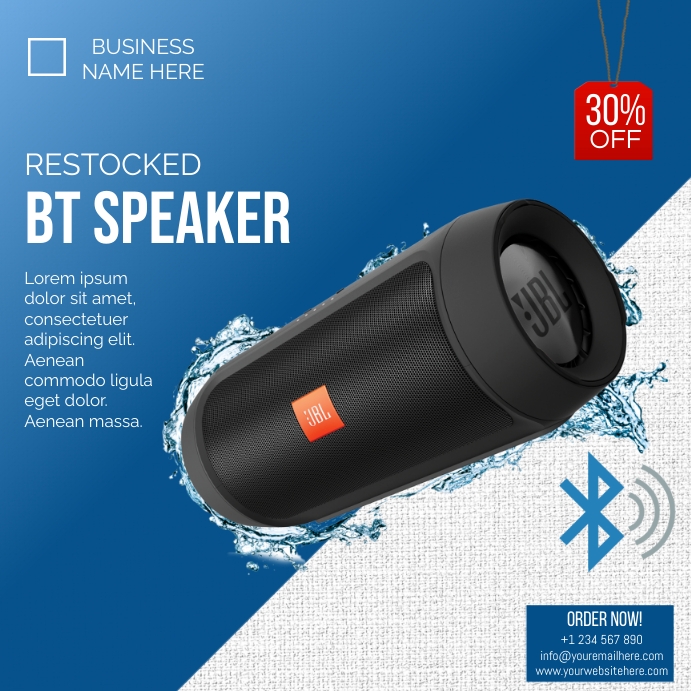 BUSINESS
NAME HERE
30%
OFF
RESTOCKED
BT SPEAKER
Lorem ipsum
dolor sit amet,
consectetuer
adipiscing elit.
Aenean
commodo ligula
eget dolor.
Aenean massa.
JBL
JBL
ORDER NOW!
+1 234 567 890
info@youremailhere.com
www.yourwebsitehere.com